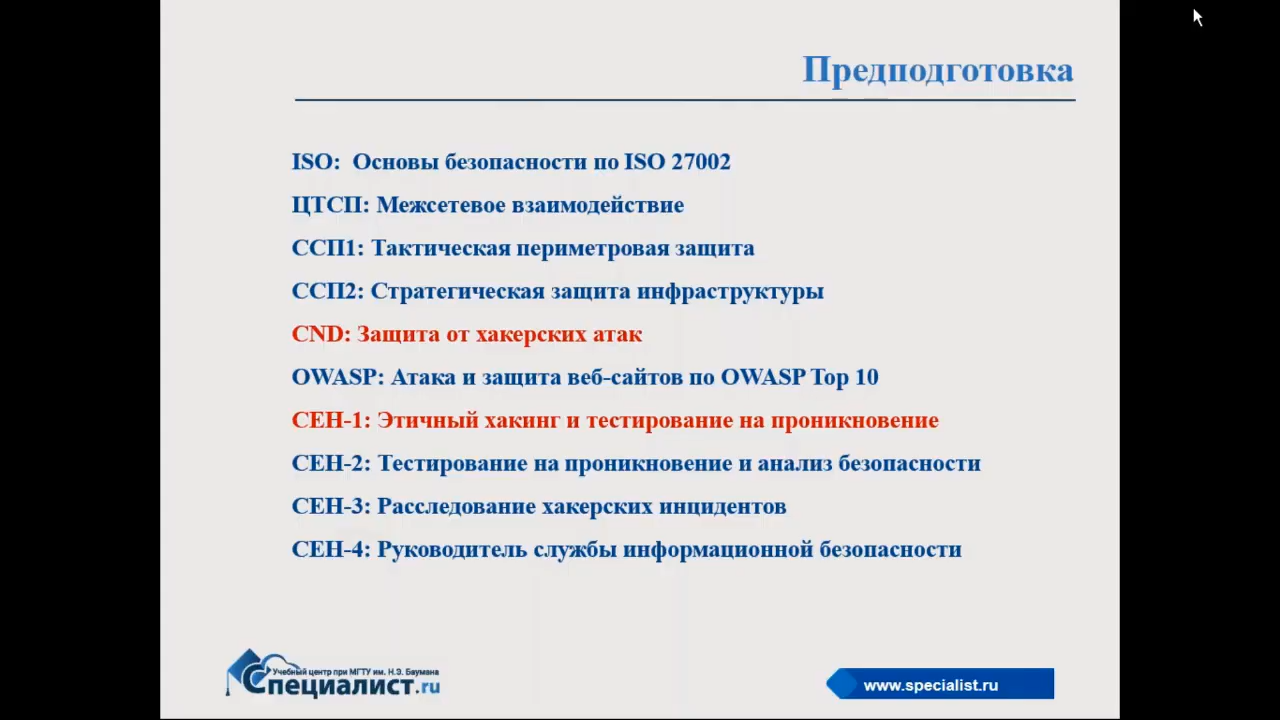 Предподготовка
ISO: Основы безопасности по ISO 27002
ЦТСП: Межсетевое взаимодействие
ССП1: Тактическая периметровая защита
ССП2: Стратегическая защита инфраструктуры
CND: Защита от хакерских атак
OWASP: Атака и защита веб-сайтов по OWASP Top 10
CEH-1: Этичный хакинг и тестирование на проникновение
CEH-2: Тестирование на проникновение и анализ безопасности
CEH-3: Расследование хакерских инцидентов
CEH-4: Руководитель службы информационной безопасности
Учебный центр при МГТУ им. Н.Э. Баумана
Специалист.ru
www.specialist.ru